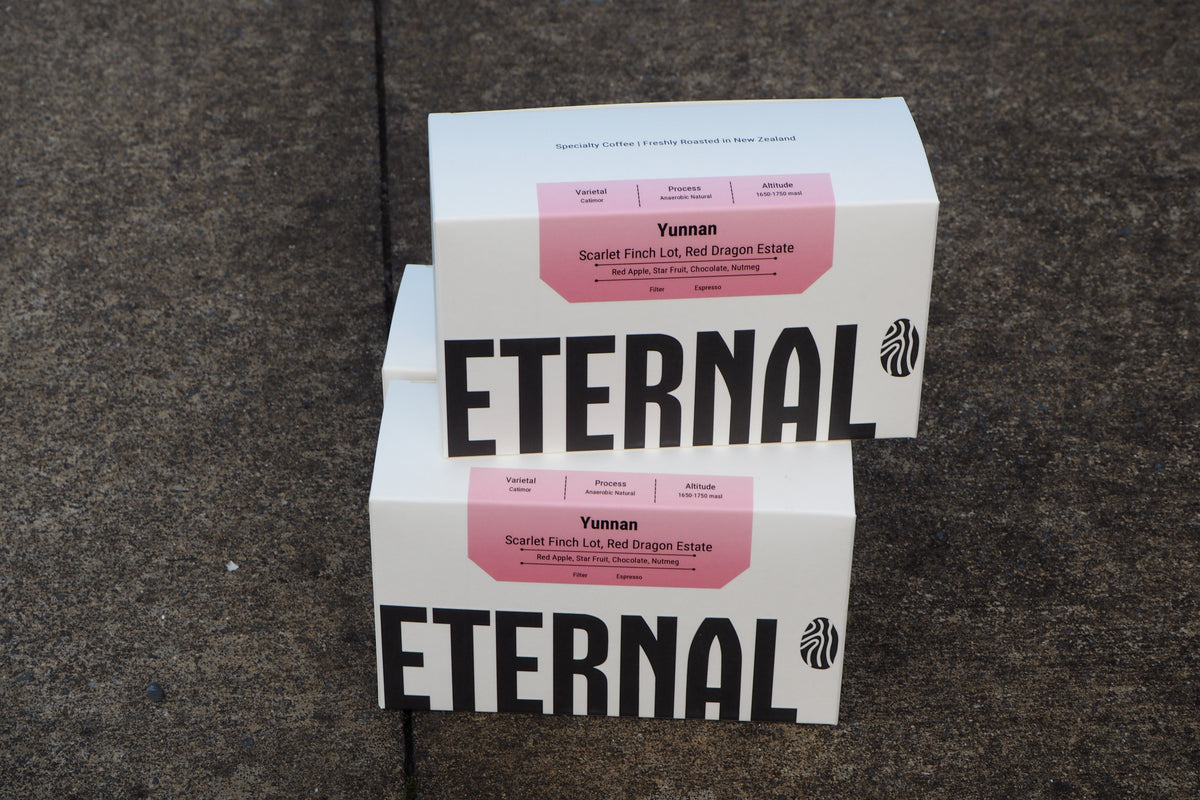 Specialty Coffee | Freshly Roasted in New Zealand
Varietal
Catimor
Process
Anaerobic Natural
Altitude
1650-1750 masl
Yunnan
Scarlet Finch Lot, Red Dragon Estate
Red Apple, Star Fruit, Chocolate, Nutmeg
Filter Espresso
ETERNAL
Varietal
Catimor
Process
Anaerobic Natural
Altitude
1650-1750 masl
Yunnan
Scarlet Finch Lot, Red Dragon Estate
Red Apple, Star Fruit, Chocolate, Nutmeg
Filter Espresso
ETERNAL